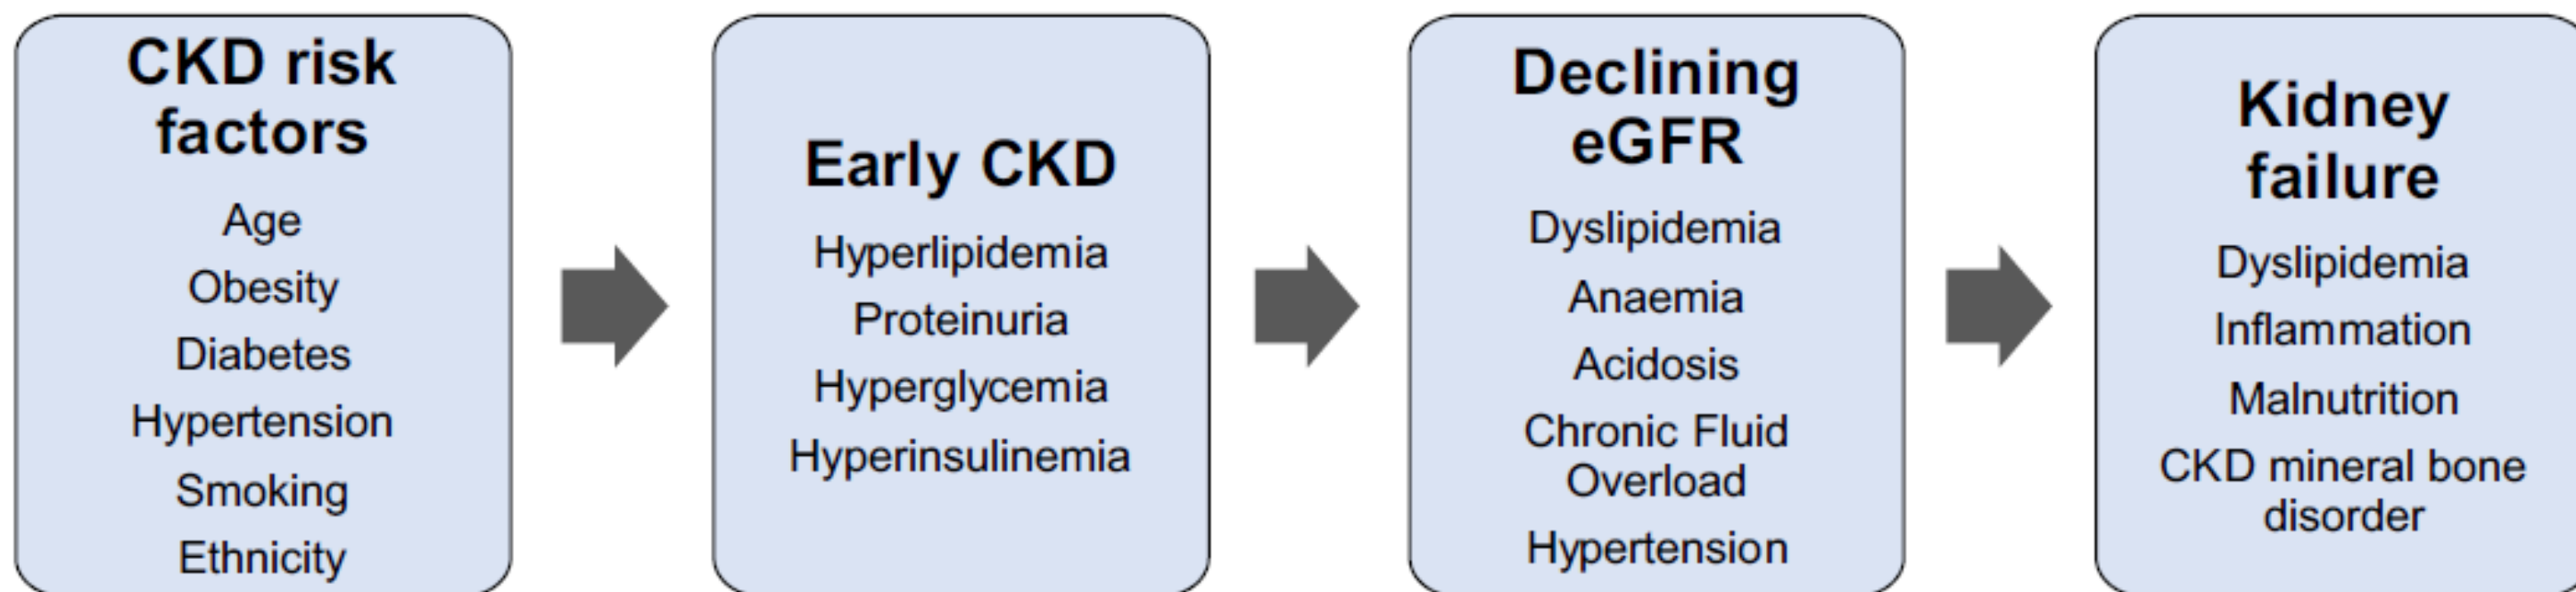 CKD risk
factors
Age
Obesity
Diabetes
Hypertension
Smoking
Ethnicity
Early CKD
Hyperlipidemia
Proteinuria
Hyperglycemia
Hyperinsulinemia
Declining
eGFR
Dyslipidemia
Anaemia
Acidosis
Chronic Fluid
Overload
Hypertension
Kidney
failure
Dyslipidemia
Inflammation
Malnutrition
CKD mineral bone
disorder